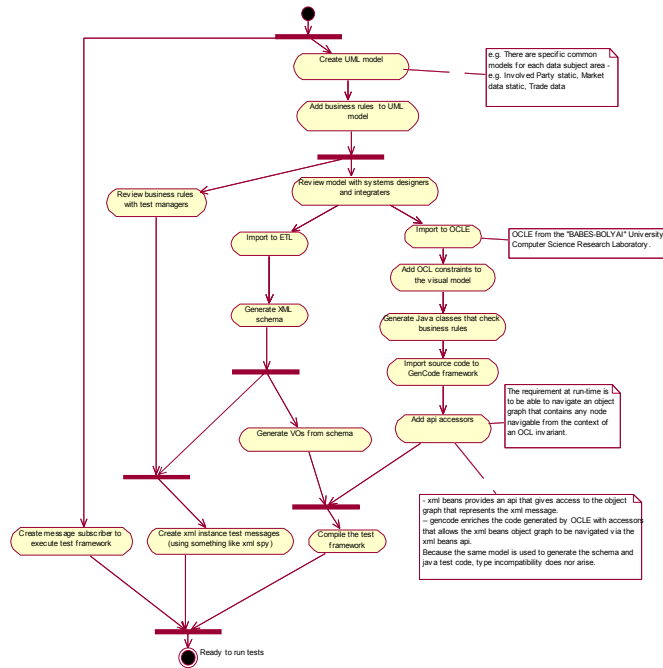 Create UML model
e.g. There are specific common
models for each data subject area -
e.g. Involved Party static, Market
data static, Trade data
Add business rules to UML
model
Review business rules
with test managers
Review model with systems designers
and integraters
Import to ETL
Import to OCLE
OCLE from the "BABES-BOLYAI" University
Computer Science Research Laboratory.
Add OCL constraints to
the visual model
Generate XML
schema
Generate Java classes that check
business rules
Import source code to
GenCode framework
The requirement at run-time is
to be able to navigate an object
graph that contains any node
navigable from the context of
an OCL invariant.
Add api accessors
Generate VOs from schema
- xml beans provides an api that gives access to the obj]ect
graph that represents the xml message.
-- gencode enriches the code generated by OCLE with accessors
that allows the xml beans object graph to be navigated via the
xml beans api.
Because the same model is used to generate the schema and
java test code, type incompatibility does nor arise.
Create message subscriber to
execute test framework
Create xml instance test messages
(using something like xml spy)
Compile the test
framework
Ready to run tests